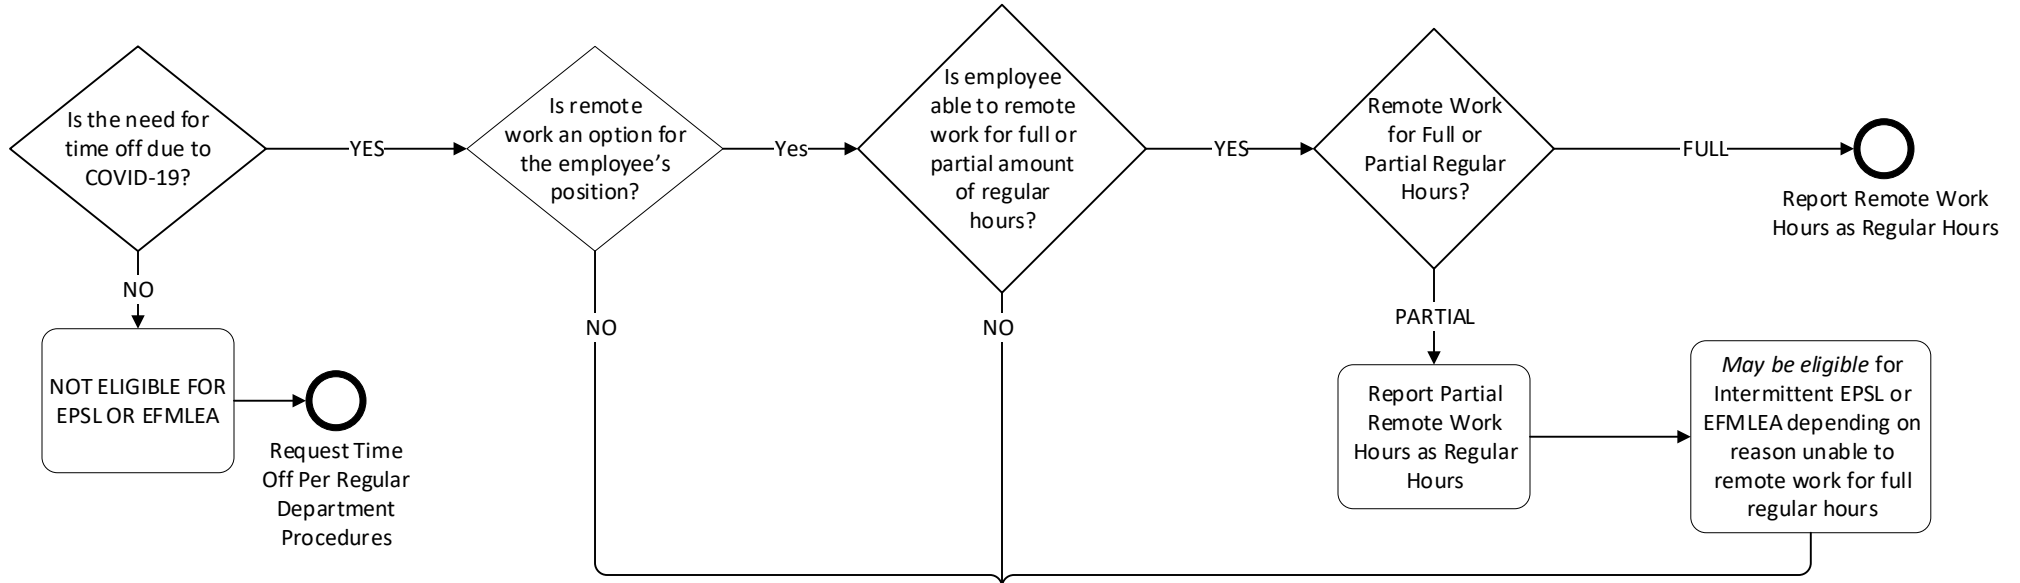 Is the need for
time off due to
COVID-19?
YES
Is remote
work an option for
the employee's
position?
Yes
Is employee
able to remote
work for full or
partial amount
of regular
hours?
YES
Remote Work
for Full or
Partial Regular
Hours?
FULL
Report Remote Work
Hours as Regular Hours
NO
NOT ELIGIBLE FOR
EPSL OR EFMLEA
Request Time
Off Per Regular
Department
Procedures
NO
NO
PARTIAL
Report Partial
Remote Work
Hours as Regular
Hours
May be eligible for
Intermittent EPSL or
EFMLEA depending on
reason unable to
remote work for full
regular hours